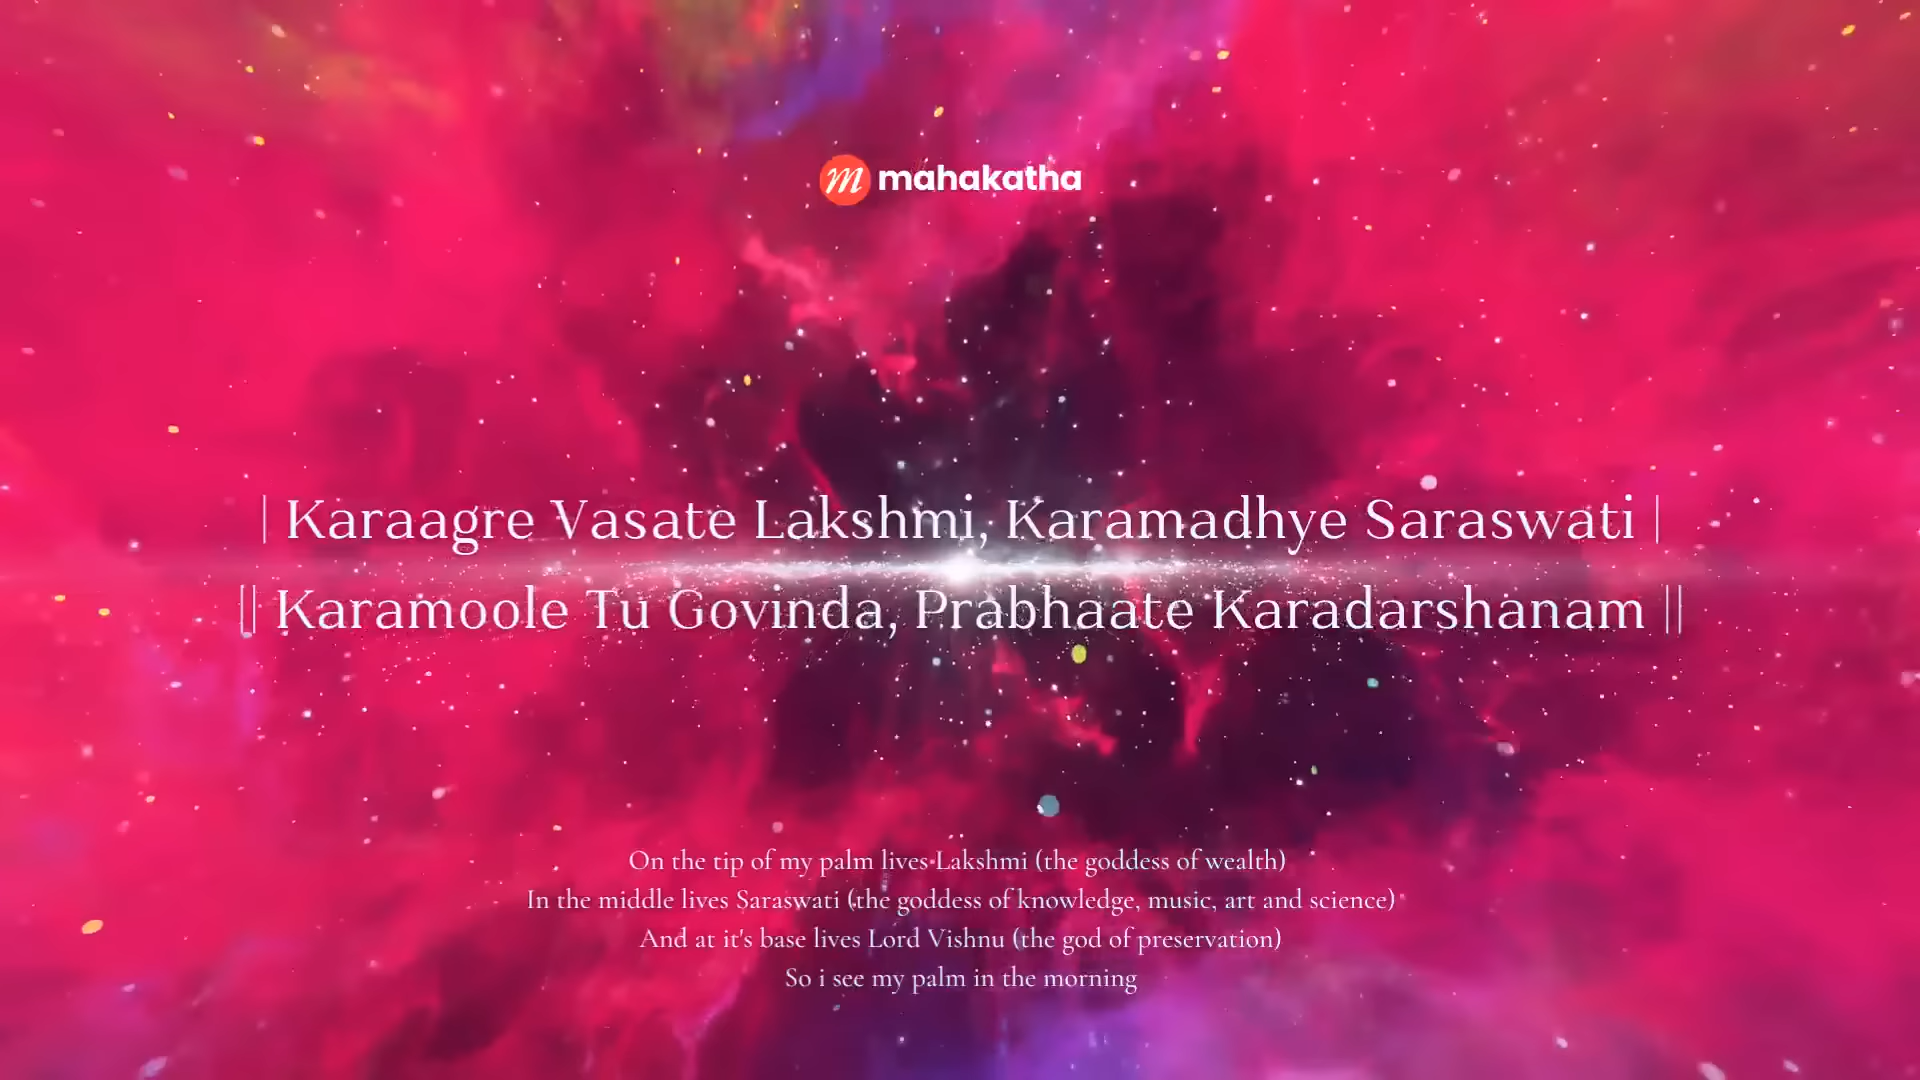 m mahakatha
| Karaagre Vasate Lakshmi, Karamadhye Saraswati |
|| Karamoole Tu Govinda, Prabhaate Karadarshanam ||
On the tip of my palm lives Lakshmi (the goddess of wealth)
In the middle lives Saraswati (the goddess of knowledge, music, art and science)
And at it's base lives Lord Vishnu (the god of preservation)
So i see my palm in the morning